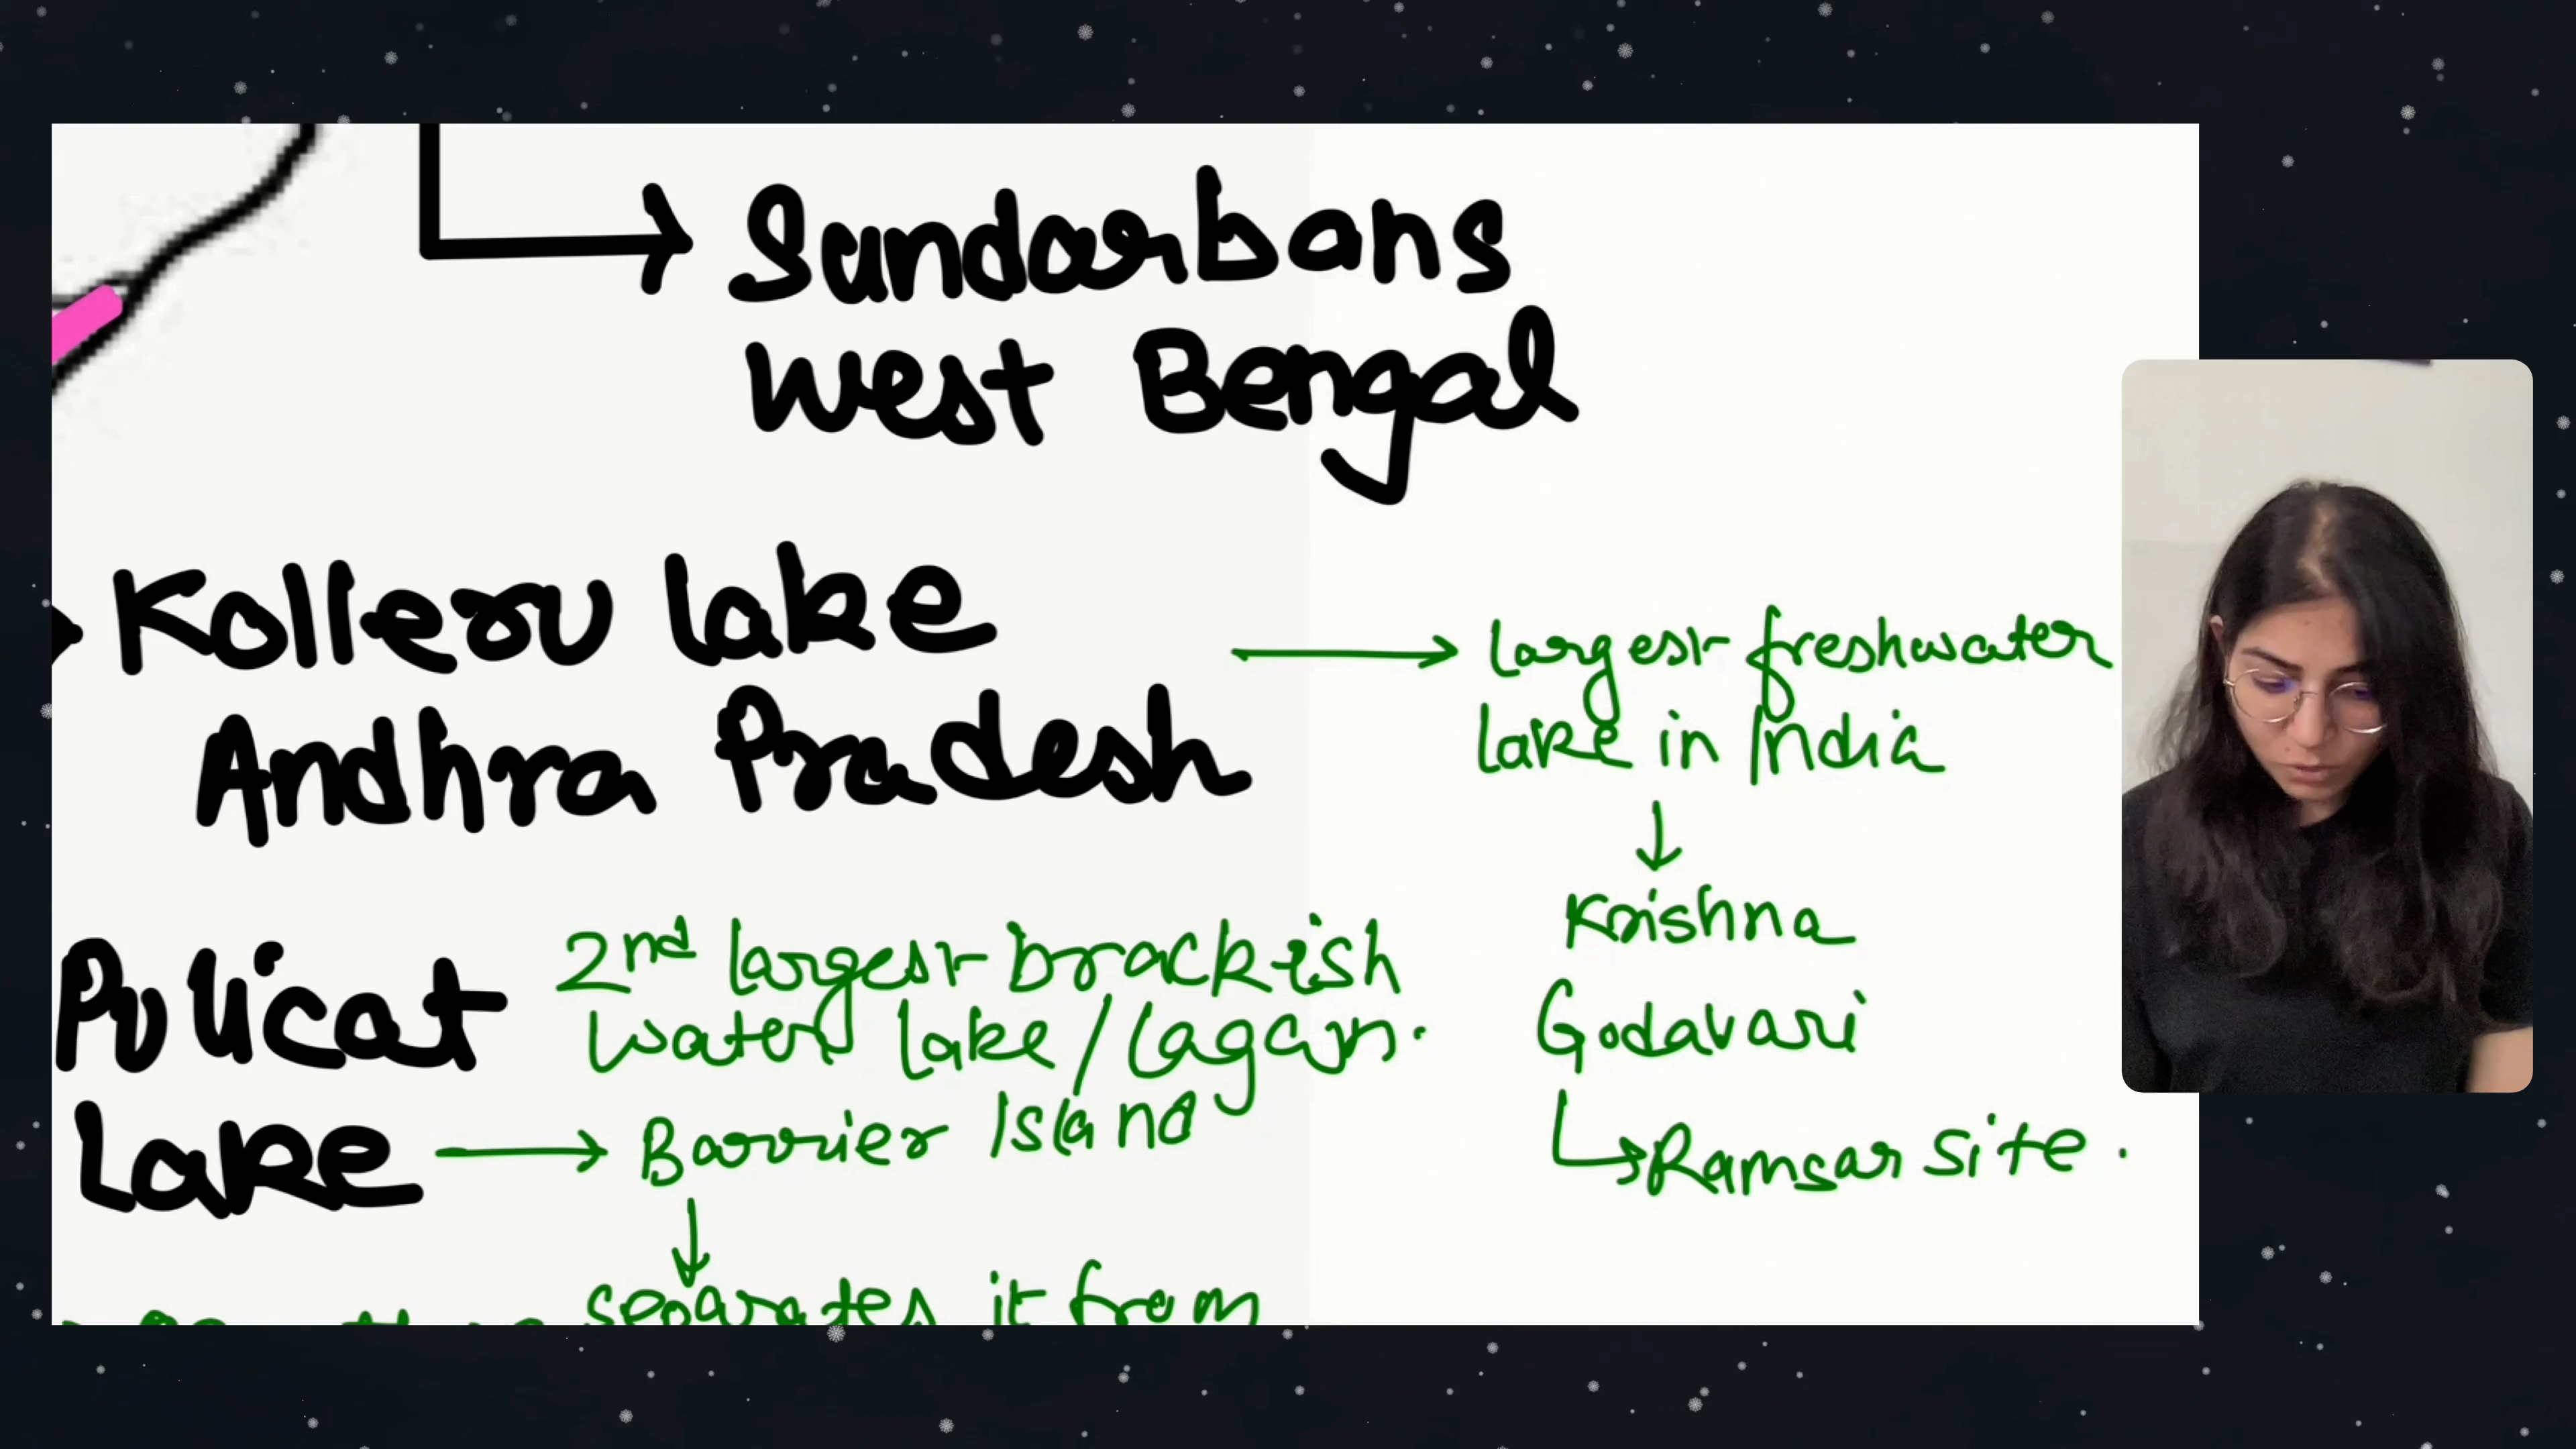 Sundarbans
West Bengal
Kolleru Lake
Andhra Pradesh
largest freshwater
lake in India
Krishna
Godavari
Ramsar site.
Pulicat
Lake
2nd largest brackish
water lake / lagoon.
Barrier Island
separates it from